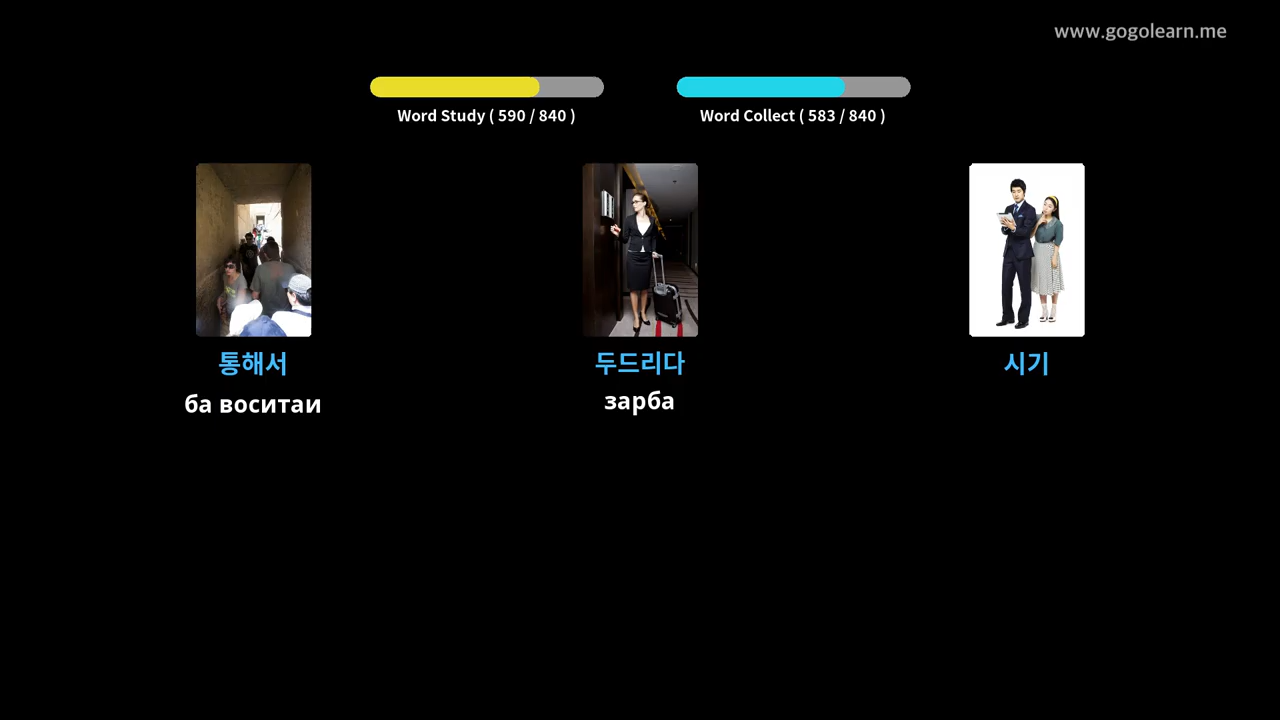 www.gogolearn.me
Word Study ( 590 / 840 )
Word Collect ( 583 / 840 )
통해서
두드리다
시기
ба воситаи
зарба